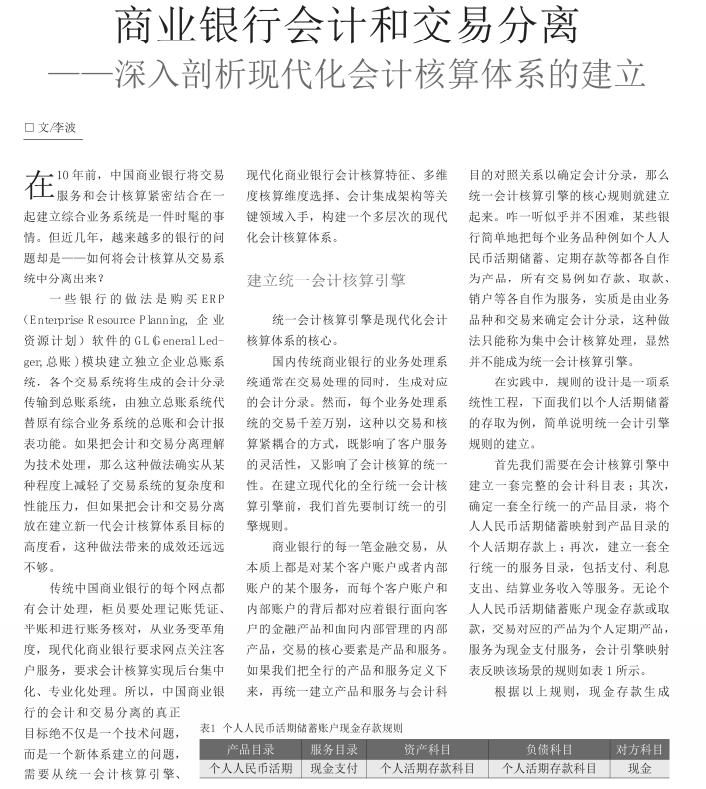 商业银行会计和交易分离
——深入剖析现代化会计核算体系的建立
□ 文/李波
在10年前，中国商业银行将交易
服务和会计核算紧密结合在一
起建立综合业务系统是一件时髦的事
情。但近几年，越来越多的银行的问
题却是——如何将会计核算从交易系
统中分离出来？
一些银行的做法是购买ERP
（Enterprise Resource Planning, 企业
资源计划）软件的GL(General Led-
ger, 总账)模块建立独立企业总账系
统，各个交易系统将生成的会计分录
传输到总账系统，由独立总账系统代
替原有综合业务系统的总账和会计报
表功能。如果把会计和交易分离理解
为技术处理，那么这种做法确实从某
种程度上减轻了交易系统的复杂度和
性能压力，但如果把会计和交易分离
放在建立新一代会计核算体系目标的
高度看，这种做法带来的成效还远远
不够。
传统中国商业银行的每个网点都
有会计处理，柜员要处理记账凭证、
平账和进行账务核对，从业务变革角
度，现代化商业银行要求网点关注客
户服务，要求会计核算实现后台集中
化、专业化处理。所以，中国商业银
行的会计和交易分离的真正
目标绝不仅是一个技术问题，
而是一个新体系建立的问题，
需要从统一会计核算引擎、
现代化商业银行会计核算特征、多维
度核算维度选择、会计集成架构等关
键领域入手，构建一个多层次的现代
化会计核算体系。
建立统一会计核算引擎
统一会计核算引擎是现代化会计
核算体系的核心。
国内传统商业银行的业务处理系
统通常在交易处理的同时，生成对应
的会计分录。然而，每个业务处理系
统的交易千差万别，这种以交易和核
算紧耦合的方式，既影响了客户服务
的灵活性，又影响了会计核算的统一
性。在建立现代化的全行统一会计核
算引擎前，我们首先要制订统一的引
擎规则。
商业银行的每一笔金融交易，从
本质上都是对某个客户账户或者内部
账户的某个服务，而每个客户账户和
内部账户的背后都对应着银行面向客
户的金融产品和面向内部管理的内部
产品，交易的核心要素是产品和服务。
如果我们把全行的产品和服务定义下
来，再统一建立产品和服务与会计科
目的对照关系以确定会计分录，那么
统一会计核算引擎的核心规则就建立
起来。咋一听似乎并不困难，某些银
行简单地把每个业务品种例如个人人
民币活期储蓄、定期存款等都各自作
为产品，所有交易例如存款、取款、
销户等各自作为服务，实质是由业务
品种和交易来确定会计分录，这种做
法只能称为集中会计核算处理，显然
并不能成为统一会计核算引擎。
在实践中，规则的设计是一项系
统性工程，下面我们以个人活期储蓄
的存取为例，简单说明统一会计引擎
规则的建立。
首先我们需要在会计核算引擎中
建立一套完整的会计科目表；其次，
确定一套全行统一的产品目录，将个
人人民币活期储蓄映射到产品目录的
个人活期存款上；再次，建立一套全
行统一的服务目录，包括支付、利息
支出、结算业务收入等服务。无论个
人人民币活期储蓄账户现金存款或取
款，交易对应的产品为个人定期产品，
服务为现金支付服务，会计引擎映射
表反映该场景的规则如表1所示。
根据以上规则，现金存款生成
表1 个人人民币活期储蓄账户现金存款规则
产品目录 服务目录 资产科目 负债科目 对方科目
个人人民币活期 现金支付 个人活期存款科目 个人活期存款科目 现金